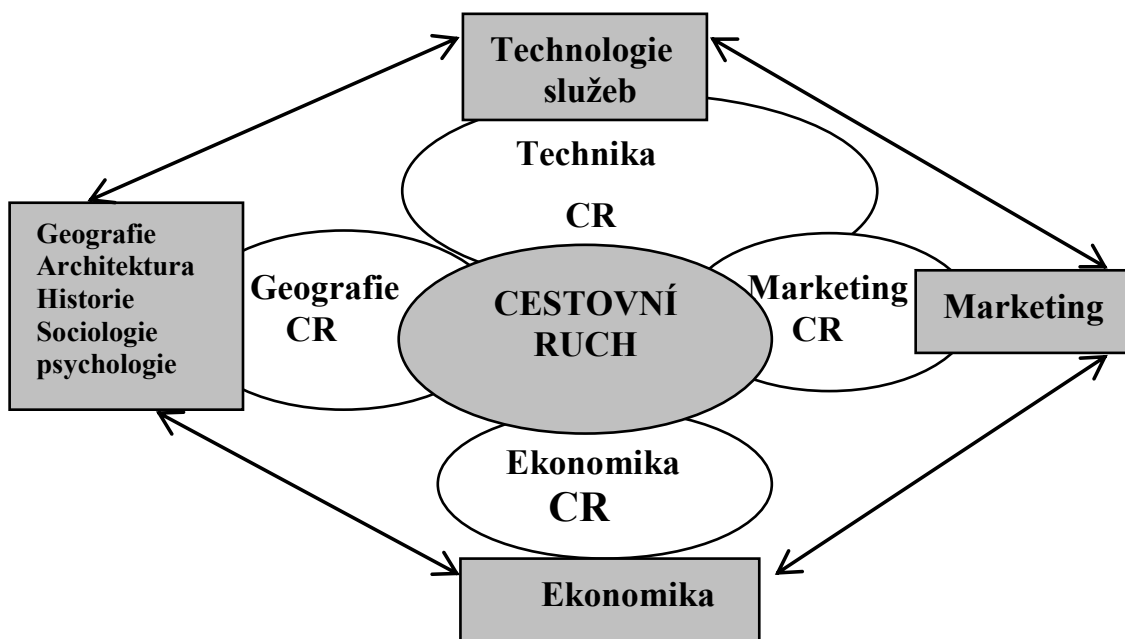 Technologie
služeb
Technika
CR
Geografie
Architektura
Historie
Sociologie
psychologie
Geografie
CR
CESTOVNÍ
RUCH
Marketing
CR
Marketing
Ekonomika
CR
Ekonomika